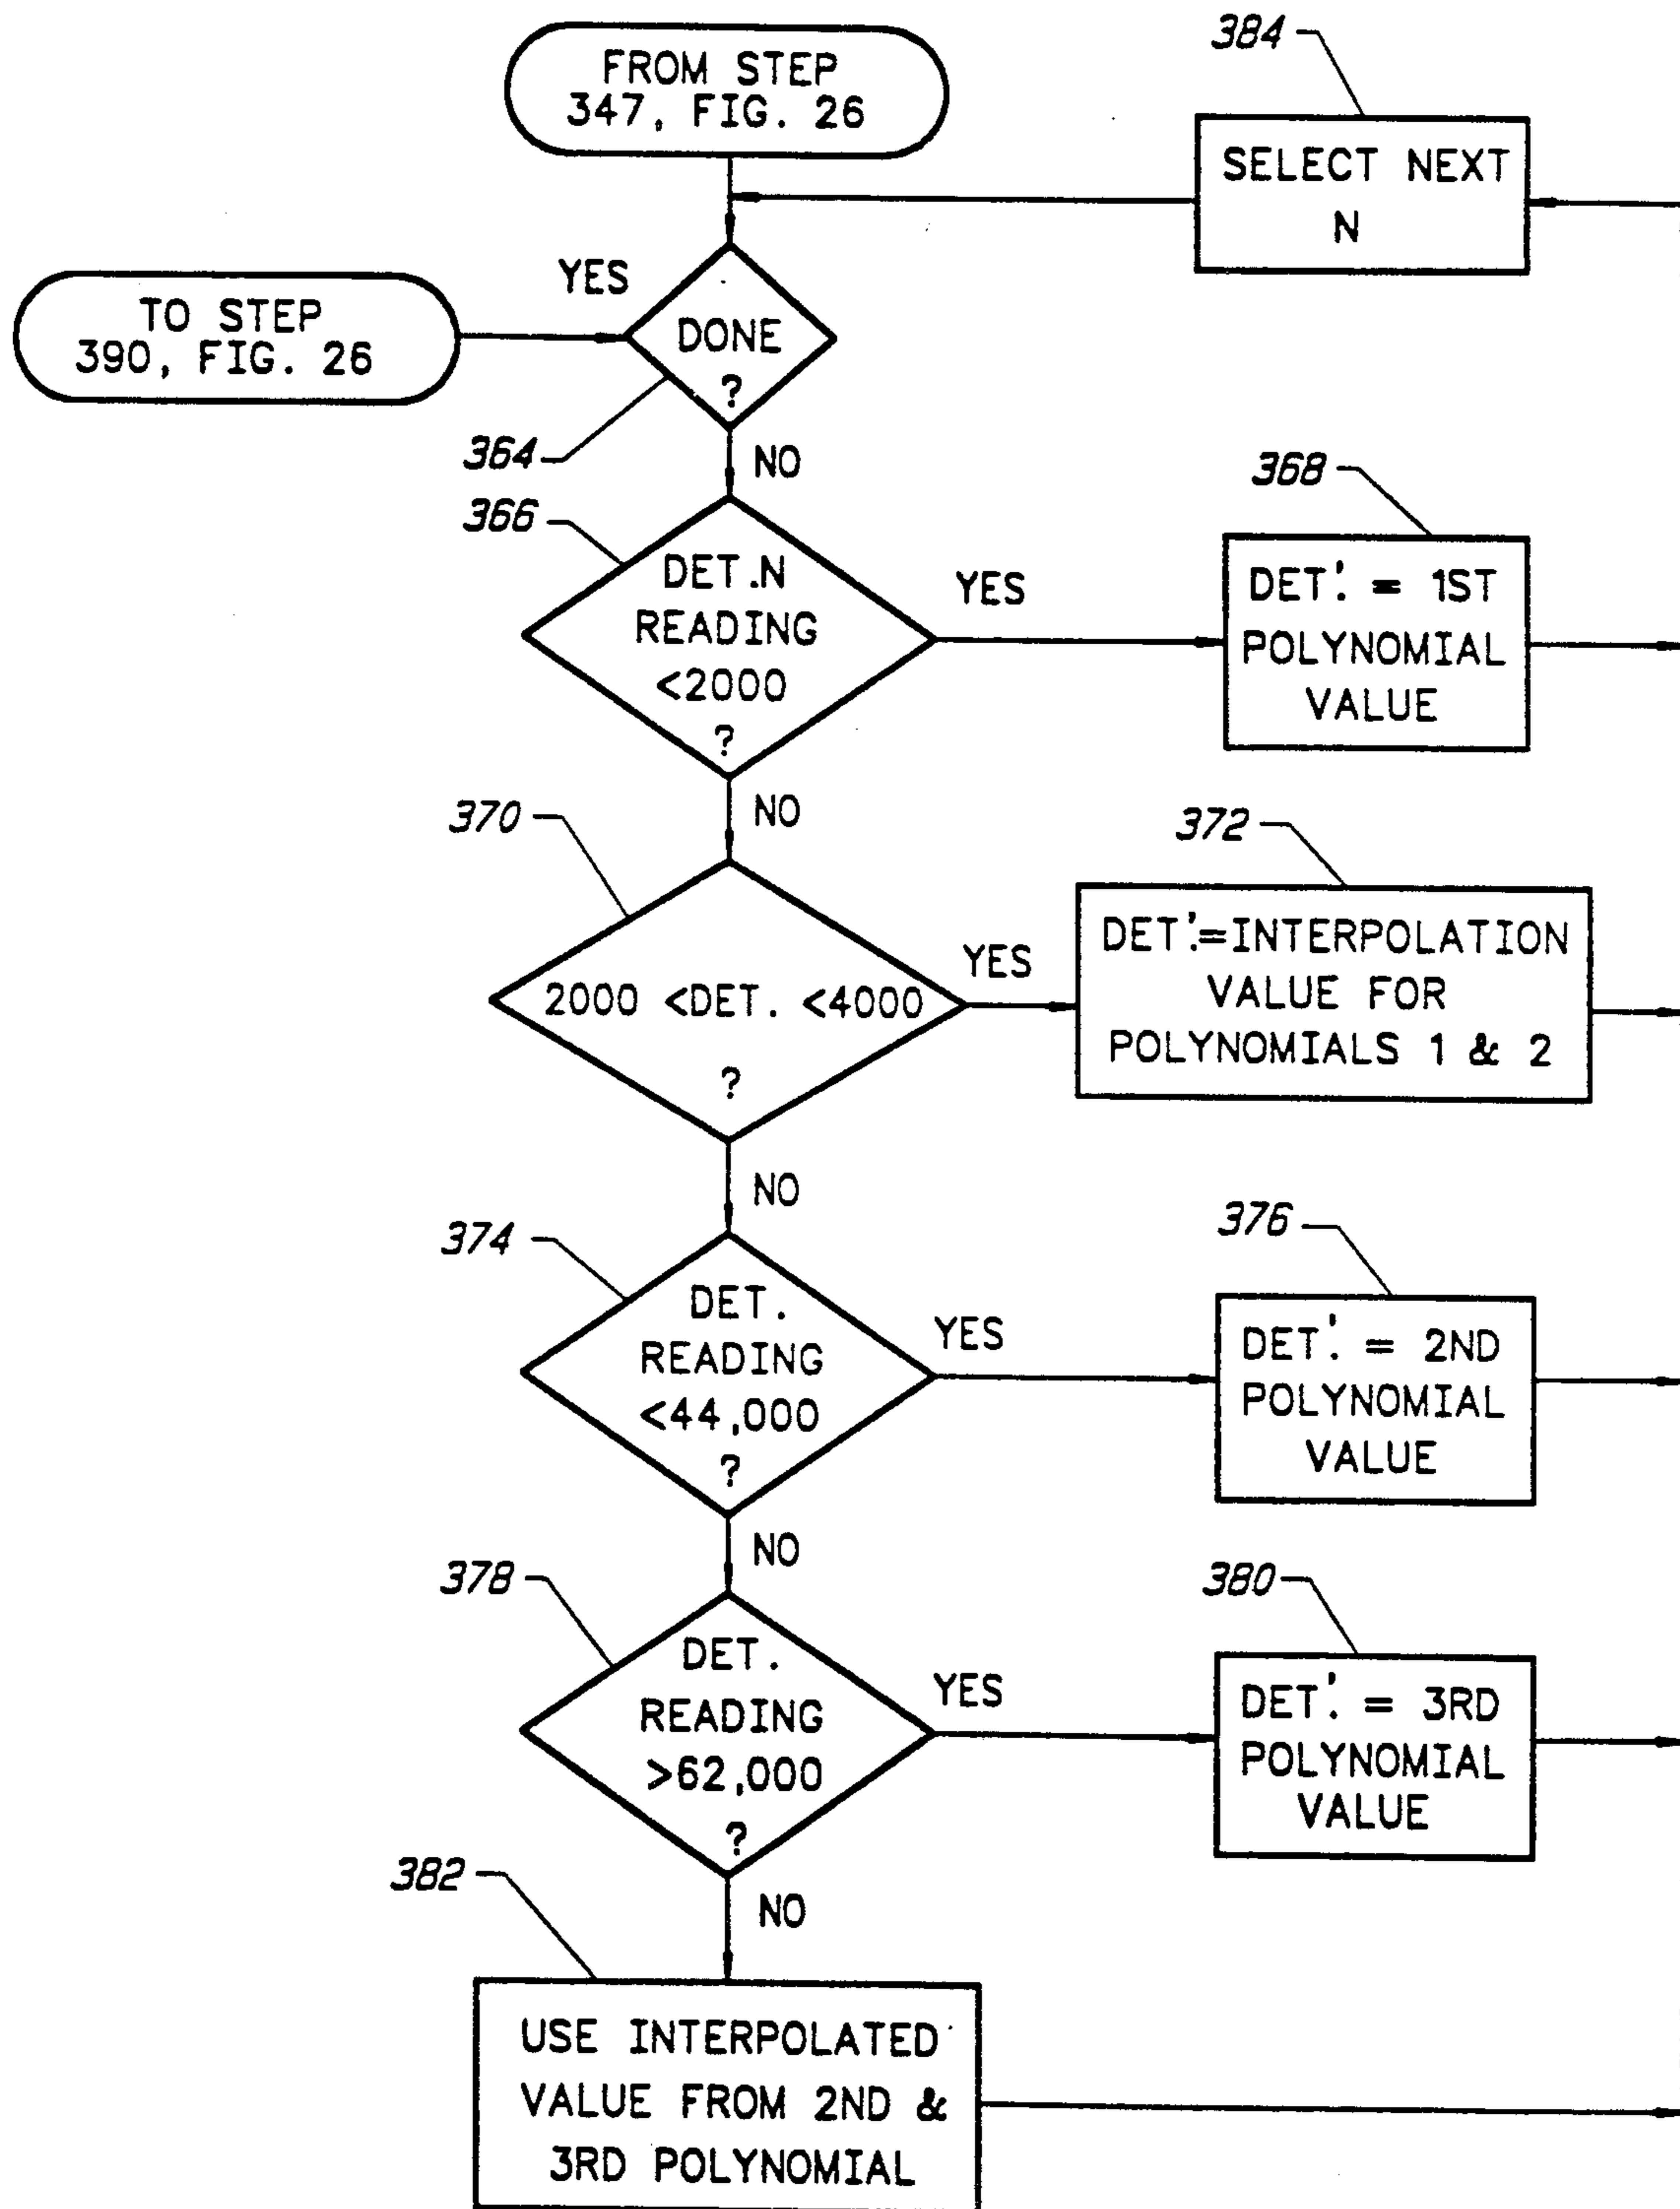 FROM STEP
347, FIG. 26
384
SELECT NEXT
N
YES
TO STEP
390, FIG. 26
DONE
?
364
NO
366
DET.N
READING
<2000
?
YES
368
DET.' = 1ST
POLYNOMIAL
VALUE
NO
370
2000 <DET. <4000
?
YES
372
DET.'=INTERPOLATION
VALUE FOR
POLYNOMIALS 1 & 2
NO
374
DET.
READING
<44,000
?
YES
376
DET.' = 2ND
POLYNOMIAL
VALUE
NO
378
DET.
READING
>62,000
?
YES
380
DET.' = 3RD
POLYNOMIAL
VALUE
NO
382
USE INTERPOLATED
VALUE FROM 2ND &
3RD POLYNOMIAL